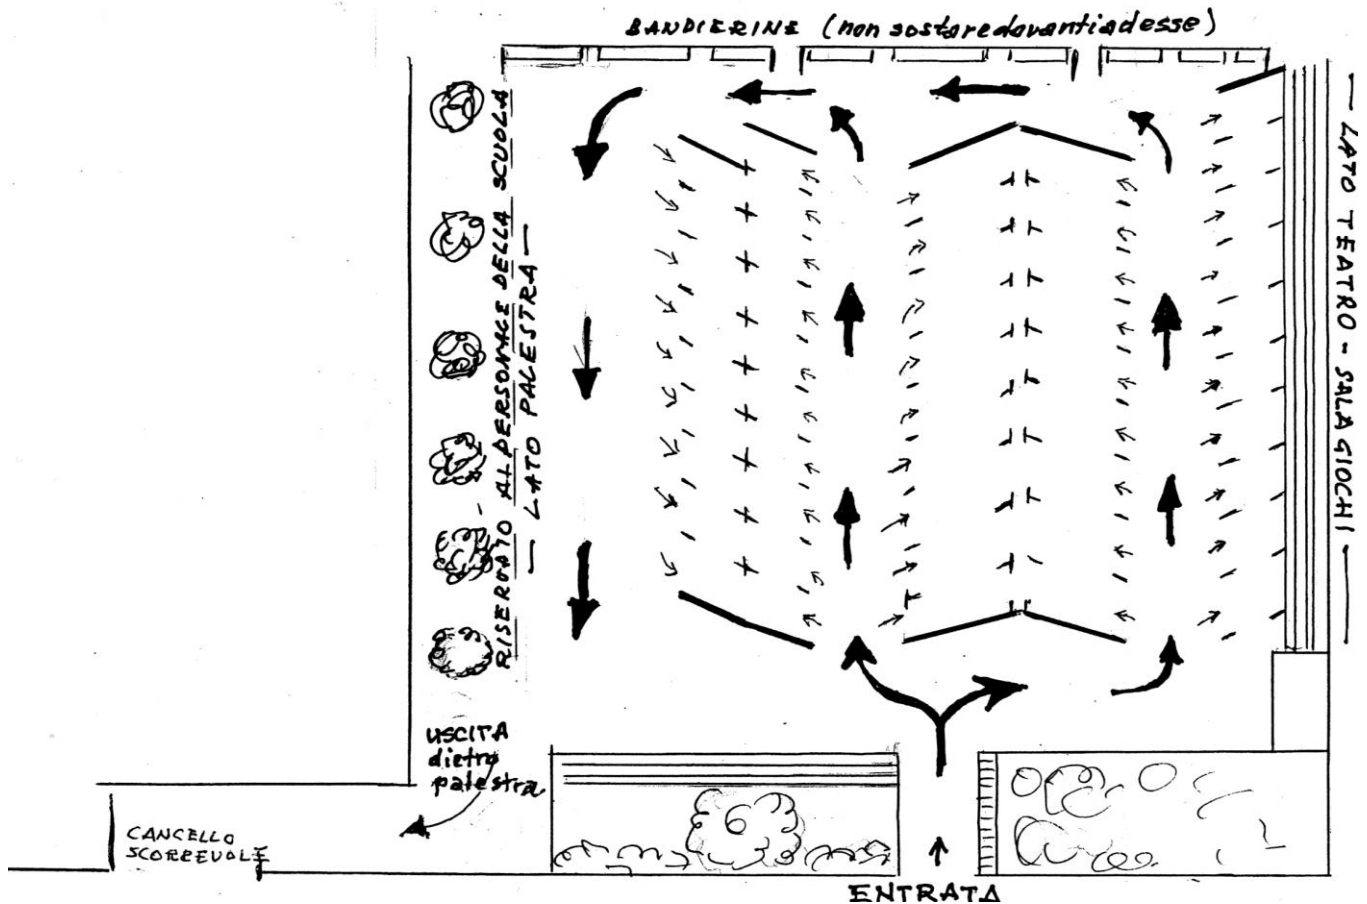 BANDIERINE (non sostare davanti ad esse)
RISERVATO AL PERSONALE DELLA SCUOLA
— LATO PALESTRA —
— LATO TEATRO - SALA GIOCHI —
USCITA
dietro
palestra
CANCELLO
SCORREVOLE
ENTRATA